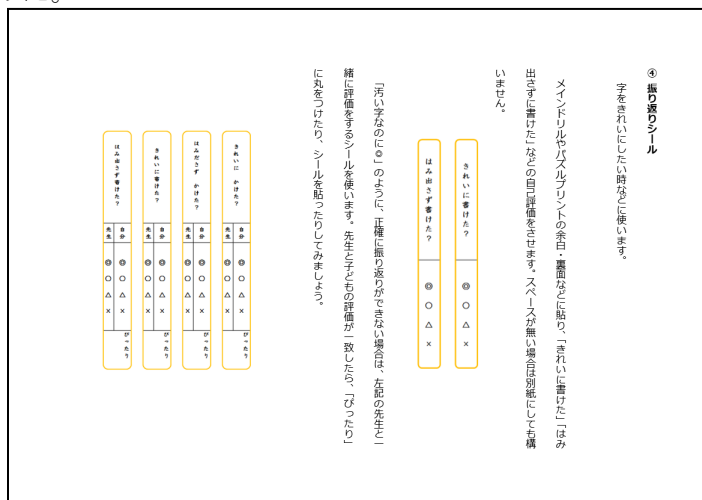 ④ 振り返りシール
字をきれいにしたい時などに使います。
メインドリルやパズルプリントの余白・裏面などに貼り、「きれいに書けた」「はみ
出さずに書けた」などの自己評価をさせます。スペースが無い場合は別紙にしても構
いません。
きれいに書けた？ ◎ ○ △ ×
はみ出さず書けた？ ◎ ○ △ ×
「汚い字なのに◎」のように、正確に振り返りができない場合は、左記の先生と一
緒に評価をするシールを使います。先生と子どもの評価が一致したら、「ぴったり」
に丸をつけたり、シールを貼ったりしてみましょう。
きれいに かけた？
自分 ◎ ○ △ ×
先生 ◎ ○ △ ×
ぴったり
はみださず かけた？
自分 ◎ ○ △ ×
先生 ◎ ○ △ ×
ぴったり
きれいに書けた？
自分 ◎ ○ △ ×
先生 ◎ ○ △ ×
ぴったり
はみ出さず書けた？
自分 ◎ ○ △ ×
先生 ◎ ○ △ ×
ぴったり